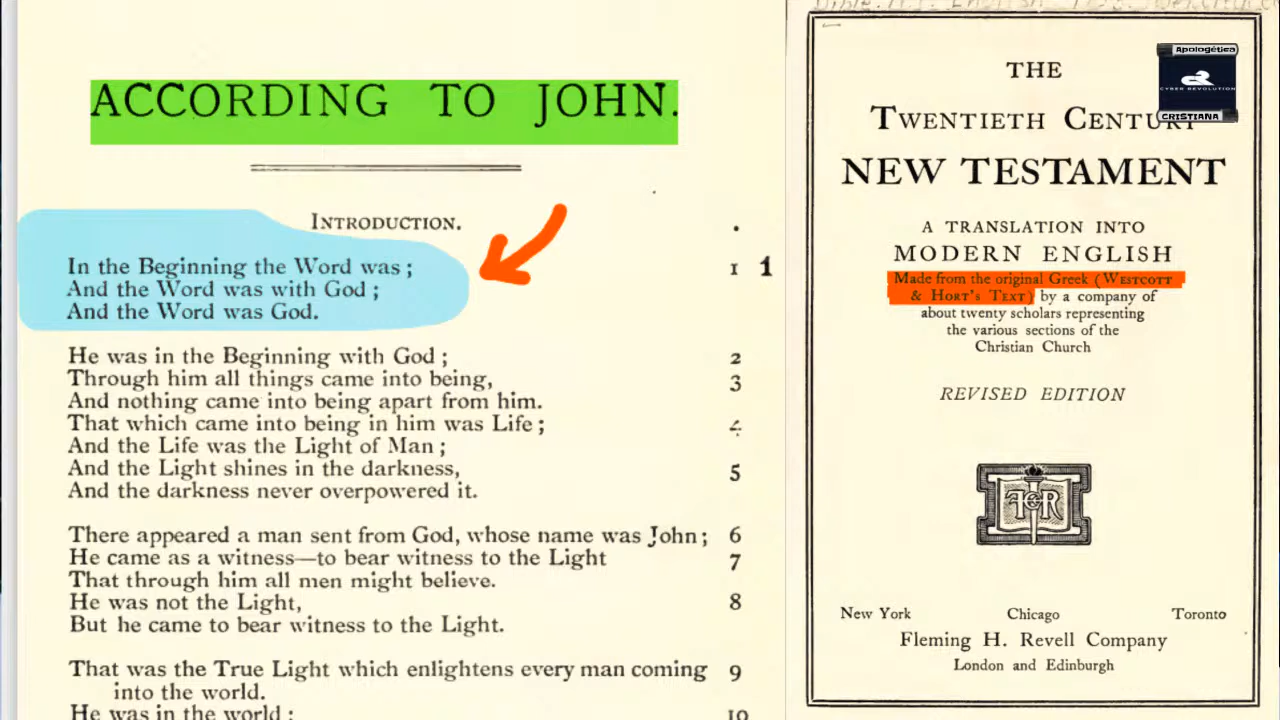 ACCORDING TO JOHN.
INTRODUCTION.
In the Beginning the Word was; 1 1
And the Word was with God;
And the Word was God.
He was in the Beginning with God; 2
Through him all things came into being, 3
And nothing came into being apart from him.
That which came into being in him was Life; 4
And the Life was the Light of Man;
And the Light shines in the darkness, 5
And the darkness never overpowered it.
There appeared a man sent from God, whose name was John; 6
He came as a witness—to bear witness to the Light 7
That through him all men might believe.
He was not the Light, 8
But he came to bear witness to the Light.
That was the True Light which enlightens every man coming 9
into the world.
He was in the world; 10
THE
TWENTIETH CENTURY
NEW TESTAMENT
A TRANSLATION INTO
MODERN ENGLISH
Made from the original Greek (WESTCOTT
& HORT'S TEXT) by a company of
about twenty scholars representing
the various sections of the
Christian Church
REVISED EDITION
New York Chicago Toronto
Fleming H. Revell Company
London and Edinburgh
Apologética
CYBER REVOLUTION
CRISTIANA